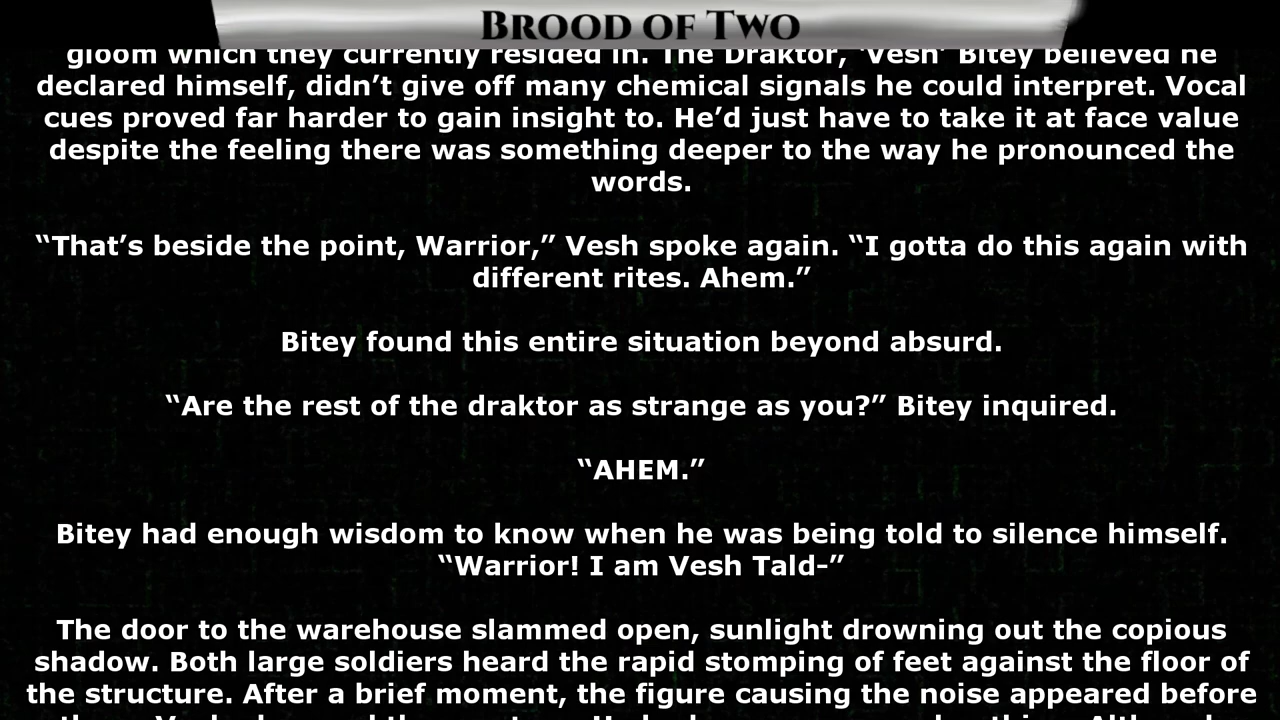 Brood of Two
gloom which they currently resided in. The Draktor, ‘Vesh’ Bitey believed he
declared himself, didn’t give off many chemical signals he could interpret. Vocal
cues proved far harder to gain insight to. He’d just have to take it at face value
despite the feeling there was something deeper to the way he pronounced the
words.
“That’s beside the point, Warrior,” Vesh spoke again. “I gotta do this again with
different rites. Ahem.”
Bitey found this entire situation beyond absurd.
“Are the rest of the draktor as strange as you?” Bitey inquired.
“AHEM.”
Bitey had enough wisdom to know when he was being told to silence himself.
“Warrior! I am Vesh Tald-”
The door to the warehouse slammed open, sunlight drowning out the copious
shadow. Both large soldiers heard the rapid stomping of feet against the floor of
the structure. After a brief moment, the figure causing the noise appeared before